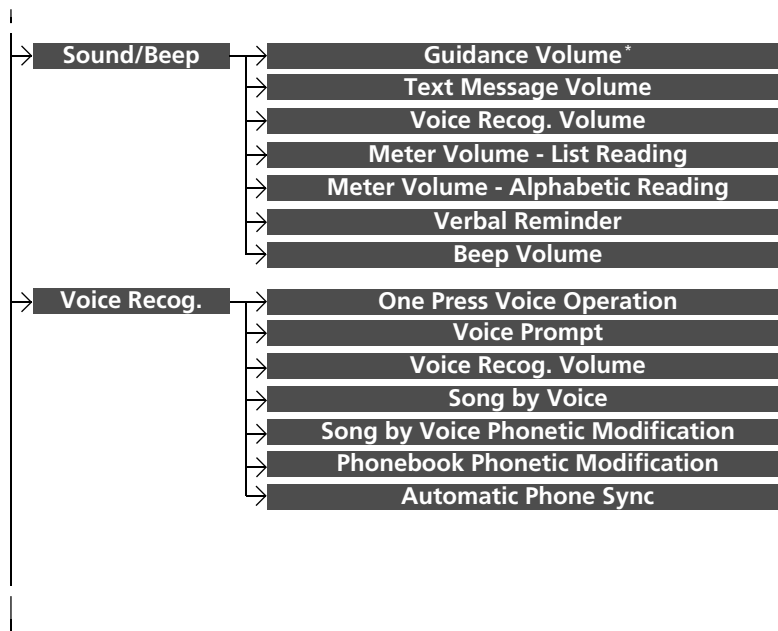 Sound/Beep
Guidance Volume*
Text Message Volume
Voice Recog. Volume
Meter Volume - List Reading
Meter Volume - Alphabetic Reading
Verbal Reminder
Beep Volume
Voice Recog.
One Press Voice Operation
Voice Prompt
Voice Recog. Volume
Song by Voice
Song by Voice Phonetic Modification
Phonebook Phonetic Modification
Automatic Phone Sync